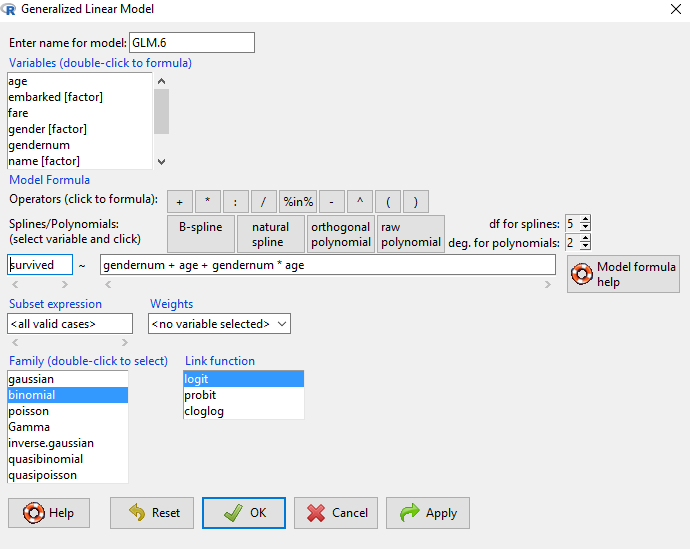 Generalized Linear Model
Enter name for model: GLM.6
Variables (double-click to formula)
age
embarked [factor]
fare
gender [factor]
gendernum
name [factor]
Model Formula
Operators (click to formula): + * : / %in% - ^ ( )
Splines/Polynomials:
(select variable and click)
B-spline
natural
spline
orthogonal
polynomial
raw
polynomial
df for splines: 5
deg. for polynomials: 2
survived ~ gendernum + age + gendernum * age
Model formula
help
Subset expression
<all valid cases>
Weights
<no variable selected>
Family (double-click to select)
gaussian
binomial
poisson
Gamma
inverse.gaussian
quasibinomial
quasipoisson
Link function
logit
probit
cloglog
Help Reset OK Cancel Apply